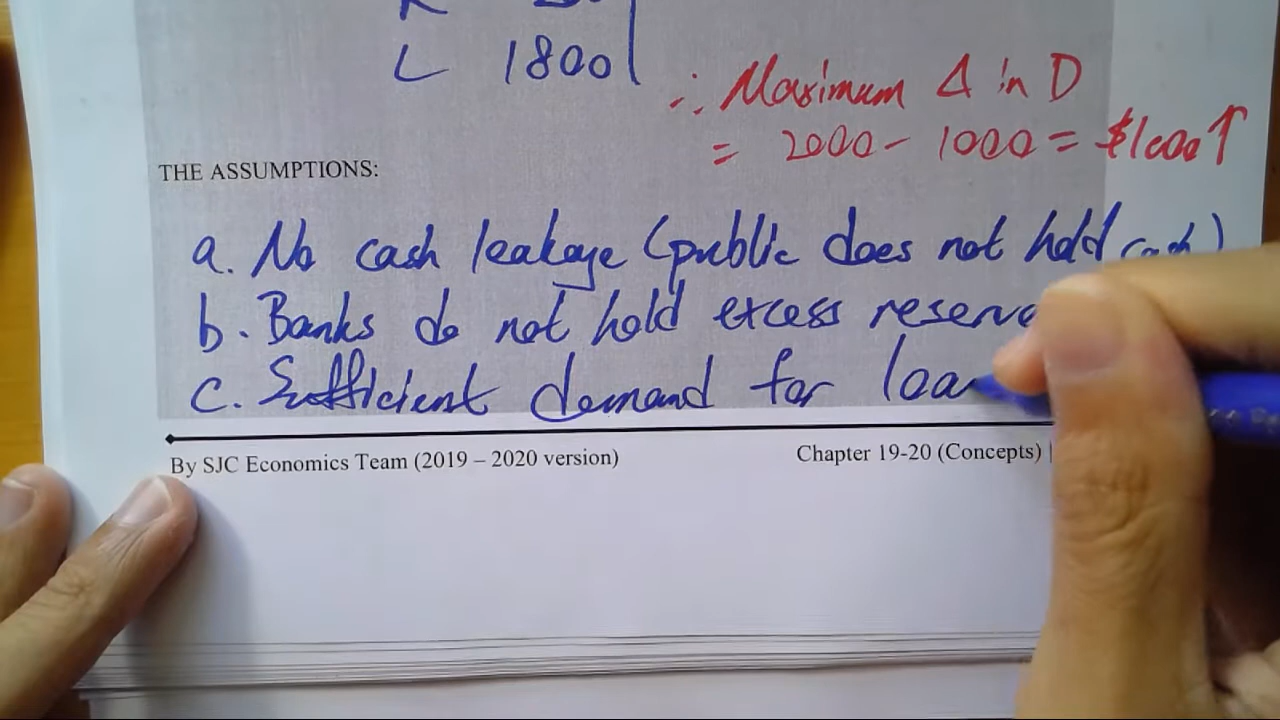 L 1800
∴ Maximum Δ in D
= 2000 - 1000 = $1000↑
THE ASSUMPTIONS:
a. No cash leakage (public does not hold cash)
b. Banks do not hold excess reserve
c. Sufficient demand for loa
By SJC Economics Team (2019 – 2020 version)
Chapter 19-20 (Concepts) |